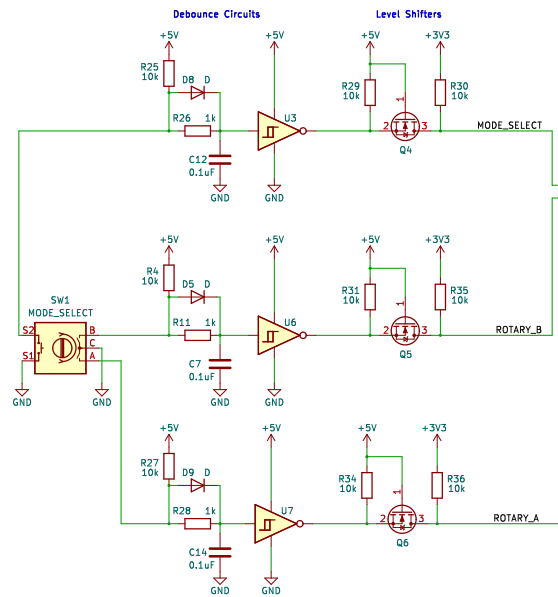 Debounce Circuits
Level Shifters
+5V
+5V
+5V
+3V3
R25
10k
D8 D
R26 1k
U3
R29
10k
1
R30
10k
2
3
Q4
MODE_SELECT
C12
0.1uF
GND
GND
+5V
+5V
+5V
+3V3
R4
10k
D5 D
R11 1k
U6
R31
10k
1
R35
10k
2
3
Q5
ROTARY_B
C7
0.1uF
GND
GND
SW1
MODE_SELECT
S2
S1
B
C
A
GND
GND
+5V
+5V
+5V
+3V3
R27
10k
D9 D
R28 1k
U7
R34
10k
1
R36
10k
2
3
Q6
ROTARY_A
C14
0.1uF
GND
GND